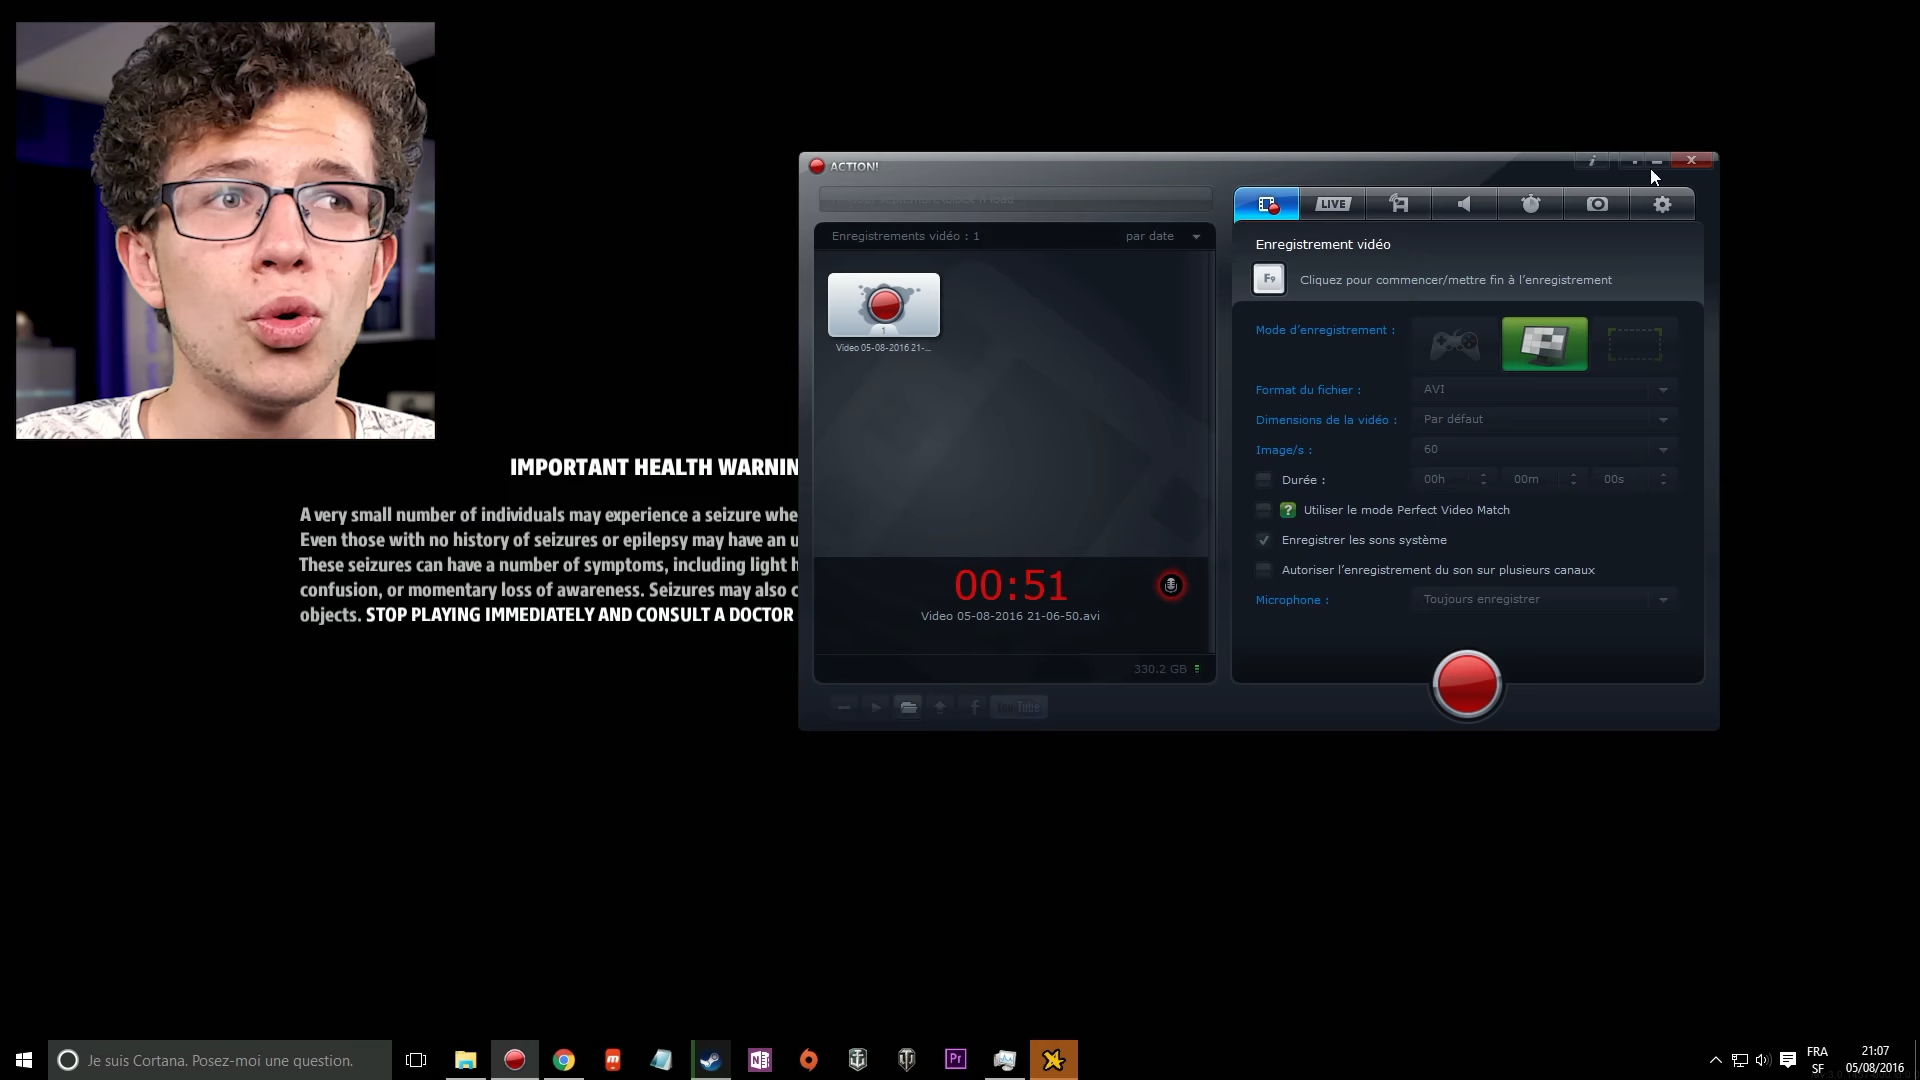 IMPORTANT HEALTH WARNIN
A very small number of individuals may experience a seizure whe
Even those with no history of seizures or epilepsy may have an u
These seizures can have a number of symptoms, including light h
confusion, or momentary loss of awareness. Seizures may also c
objects. STOP PLAYING IMMEDIATELY AND CONSULT A DOCTOR
ACTION!
Enregistrements vidéo : 1
par date
1
Video 05-08-2016 21-...
00:51
Video 05-08-2016 21-06-50.avi
330.2 GB
YouTube
LIVE
Enregistrement vidéo
F9
Cliquez pour commencer/mettre fin à l'enregistrement
Mode d'enregistrement :
Format du fichier :
AVI
Dimensions de la vidéo :
Par défaut
Image/s :
60
Durée :
00h
00m
00s
Utiliser le mode Perfect Video Match
Enregistrer les sons système
Autoriser l'enregistrement du son sur plusieurs canaux
Microphone :
Toujours enregistrer
Je suis Cortana. Posez-moi une question.
Pr
FRA
SF
21:07
05/08/2016